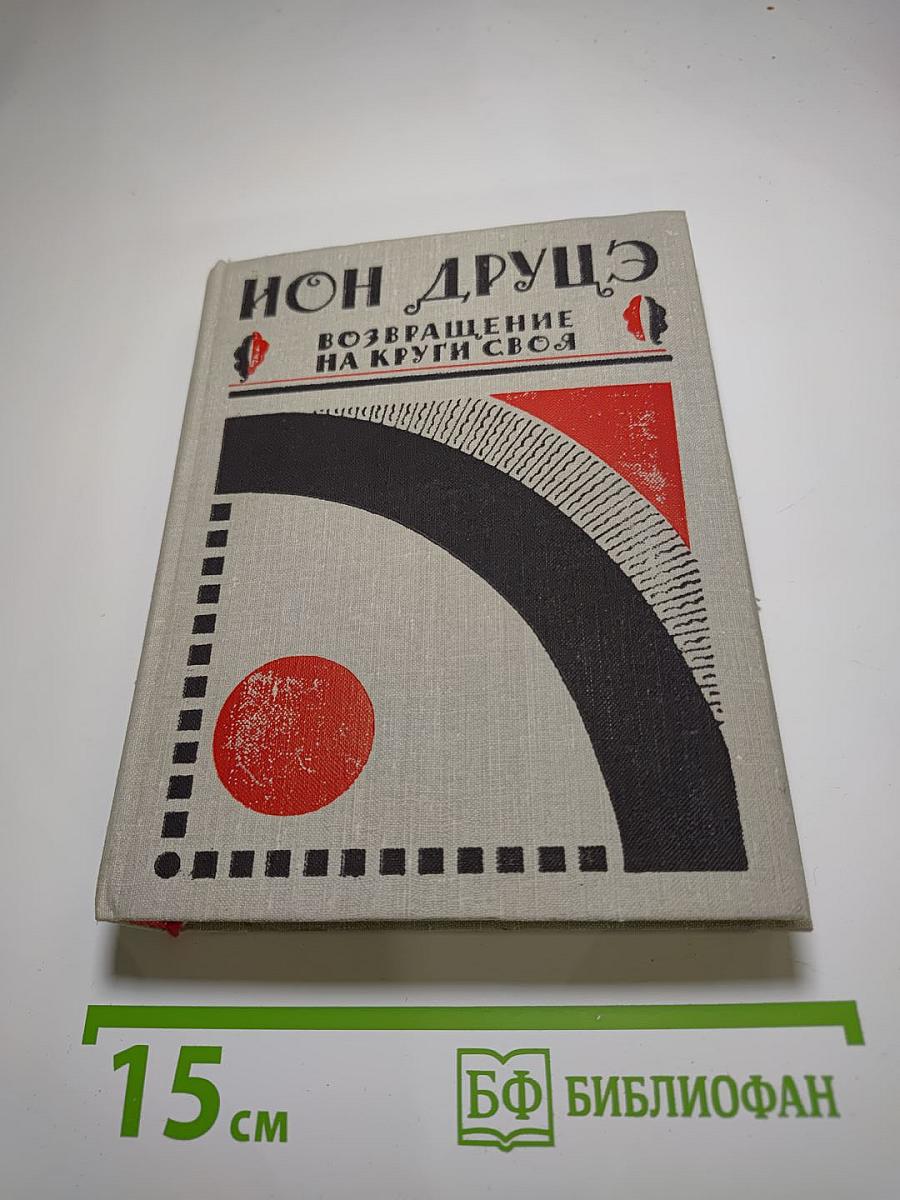 ИОН ДРУЦЭ
ВОЗВРАЩЕНИЕ
НА КРУГИ СВОЯ
15 см
БФ БИБЛИОФАН